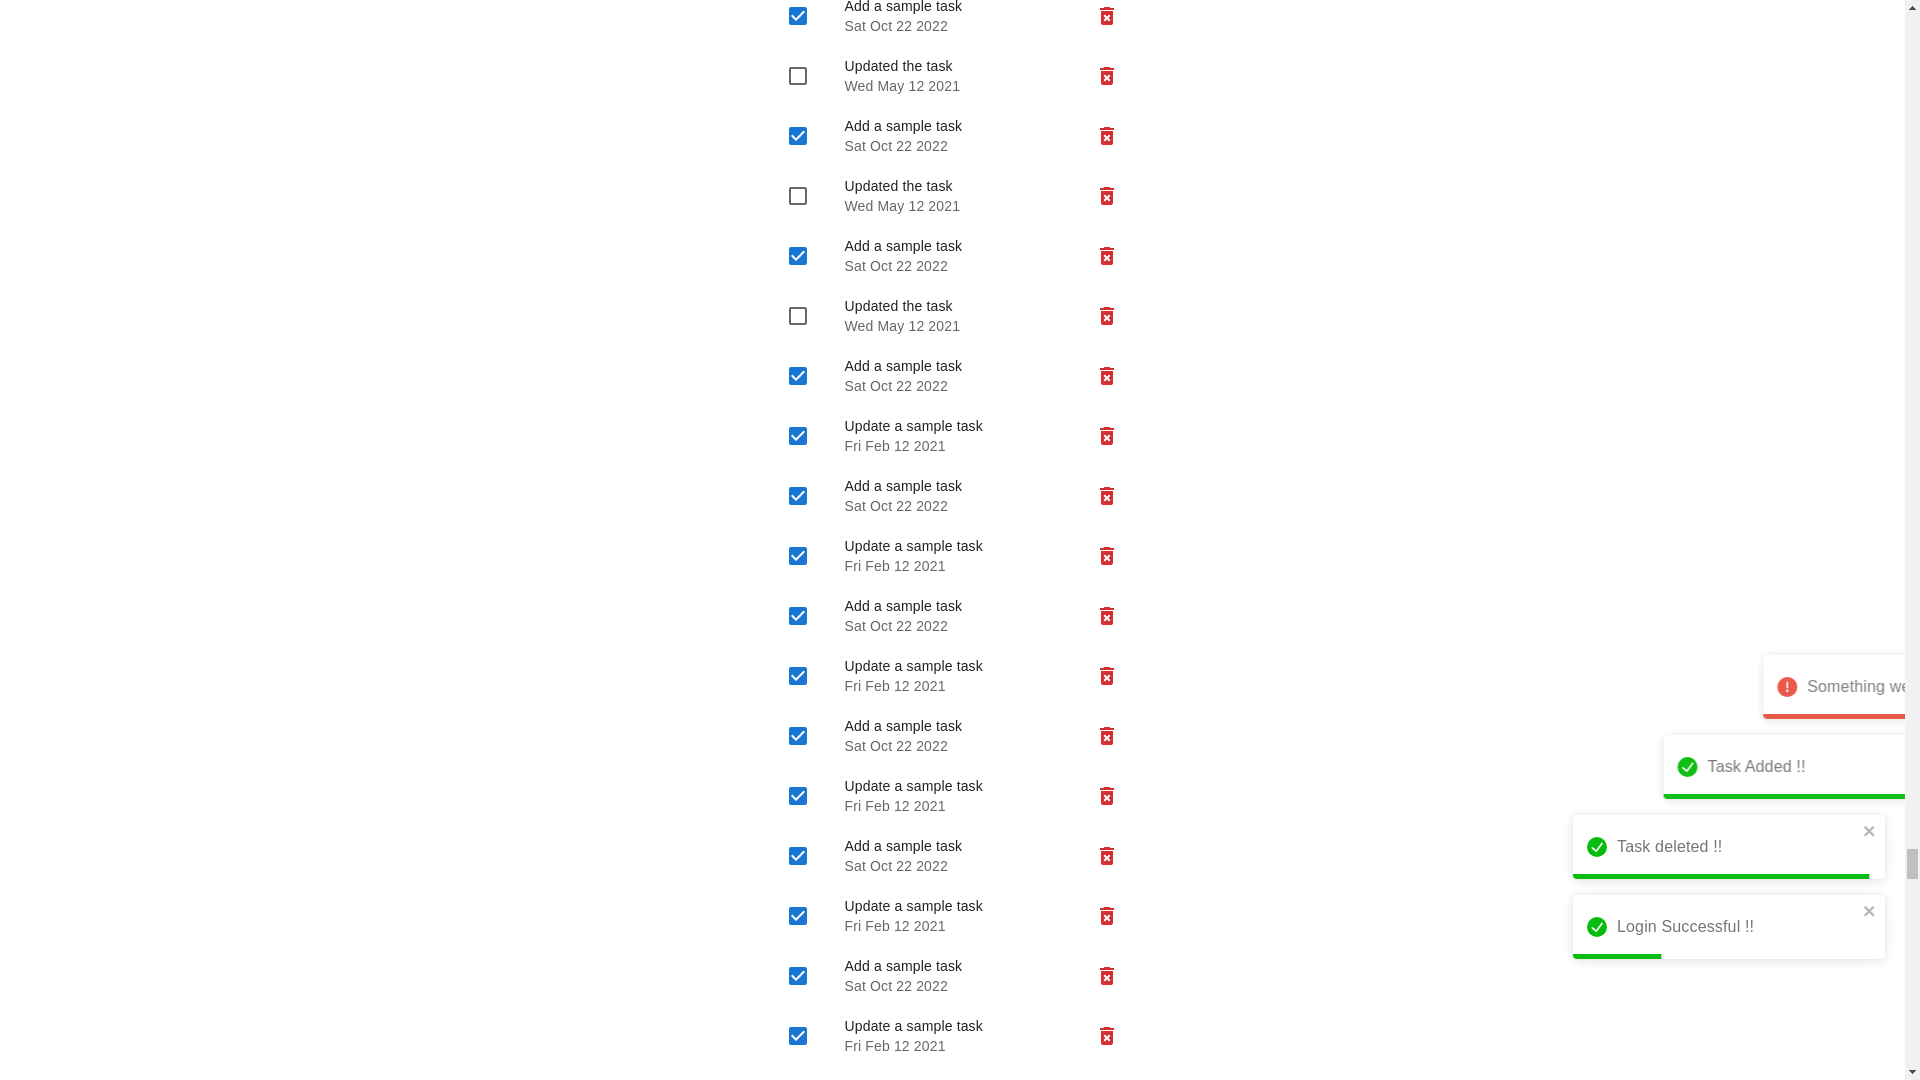 Add a sample task
Sat Oct 22 2022
Updated the task
Wed May 12 2021
Add a sample task
Sat Oct 22 2022
Updated the task
Wed May 12 2021
Add a sample task
Sat Oct 22 2022
Updated the task
Wed May 12 2021
Add a sample task
Sat Oct 22 2022
Update a sample task
Fri Feb 12 2021
Add a sample task
Sat Oct 22 2022
Update a sample task
Fri Feb 12 2021
Add a sample task
Sat Oct 22 2022
Update a sample task
Fri Feb 12 2021
Add a sample task
Sat Oct 22 2022
Update a sample task
Fri Feb 12 2021
Add a sample task
Sat Oct 22 2022
Update a sample task
Fri Feb 12 2021
Add a sample task
Sat Oct 22 2022
Update a sample task
Fri Feb 12 2021
Something
Task Added !!
Task deleted !!
Login Successful !!